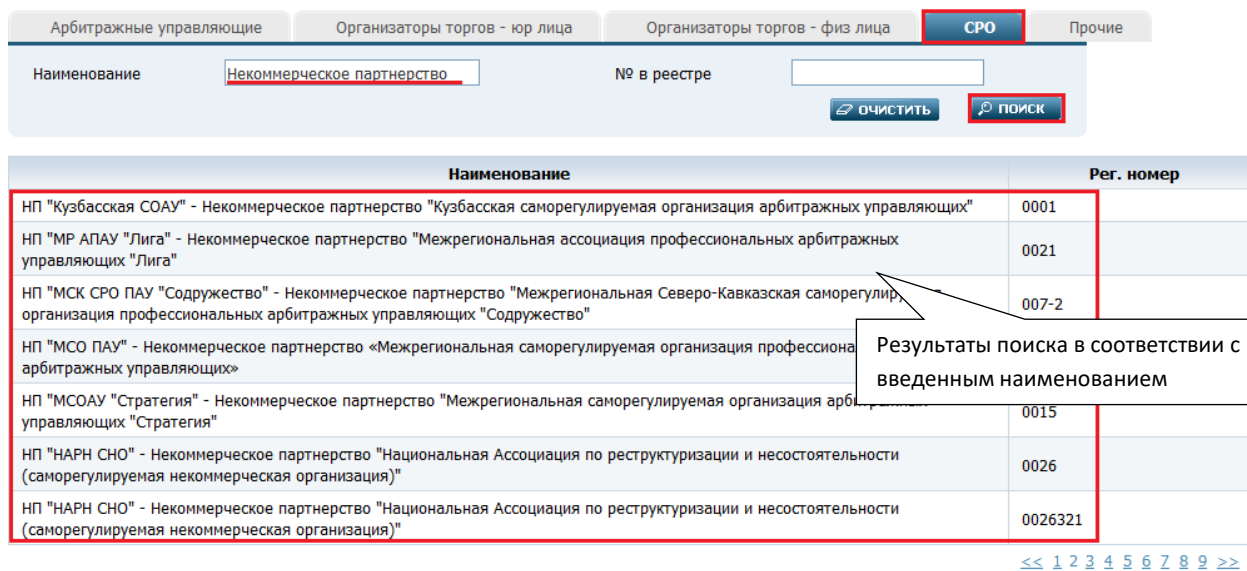 Арбитражные управляющие Организаторы торгов - юр лица Организаторы торгов - физ лица СРО Прочие
Наименование Некоммерческое партнерство № в реестре
ОЧИСТИТЬ ПОИСК
Наименование Рег. номер
НП "Кузбасская СОАУ" - Некоммерческое партнерство "Кузбасская саморегулируемая организация арбитражных управляющих" 0001
НП "МР АПАУ "Лига" - Некоммерческое партнерство "Межрегиональная ассоциация профессиональных арбитражных
управляющих "Лига" 0021
НП "МСК СРО ПАУ "Содружество" - Некоммерческое партнерство "Межрегиональная Северо-Кавказская
организация профессиональных арбитражных управляющих "Содружество" 007-2
НП "МСО ПАУ" - Некоммерческое партнерство «Межрегиональная саморегулируемая организация
арбитражных управляющих»
Результаты поиска в соответствии с
введенным наименованием
НП "МСОАУ "Стратегия" - Некоммерческое партнерство "Межрегиональная саморегулируемая организация арбитражных
управляющих "Стратегия" 0015
НП "НАРН СНО" - Некоммерческое партнерство "Национальная Ассоциация по реструктуризации и несостоятельности
(саморегулируемая некоммерческая организация)" 0026
НП "НАРН СНО" - Некоммерческое партнерство "Национальная Ассоциация по реструктуризации и несостоятельности
(саморегулируемая некоммерческая организация)" 0026321
<< 1 2 3 4 5 6 7 8 9 >>